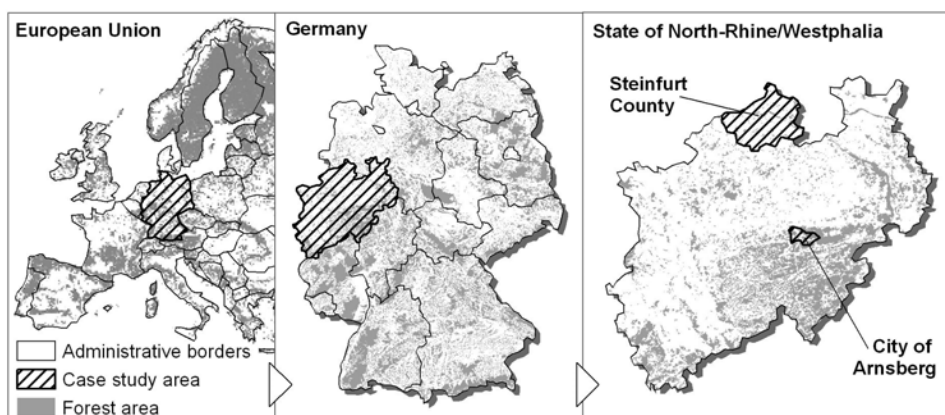 European Union
Germany
State of North-Rhine/Westphalia
Steinfurt
County
City of
Arnsberg
Administrative borders
Case study area
Forest area